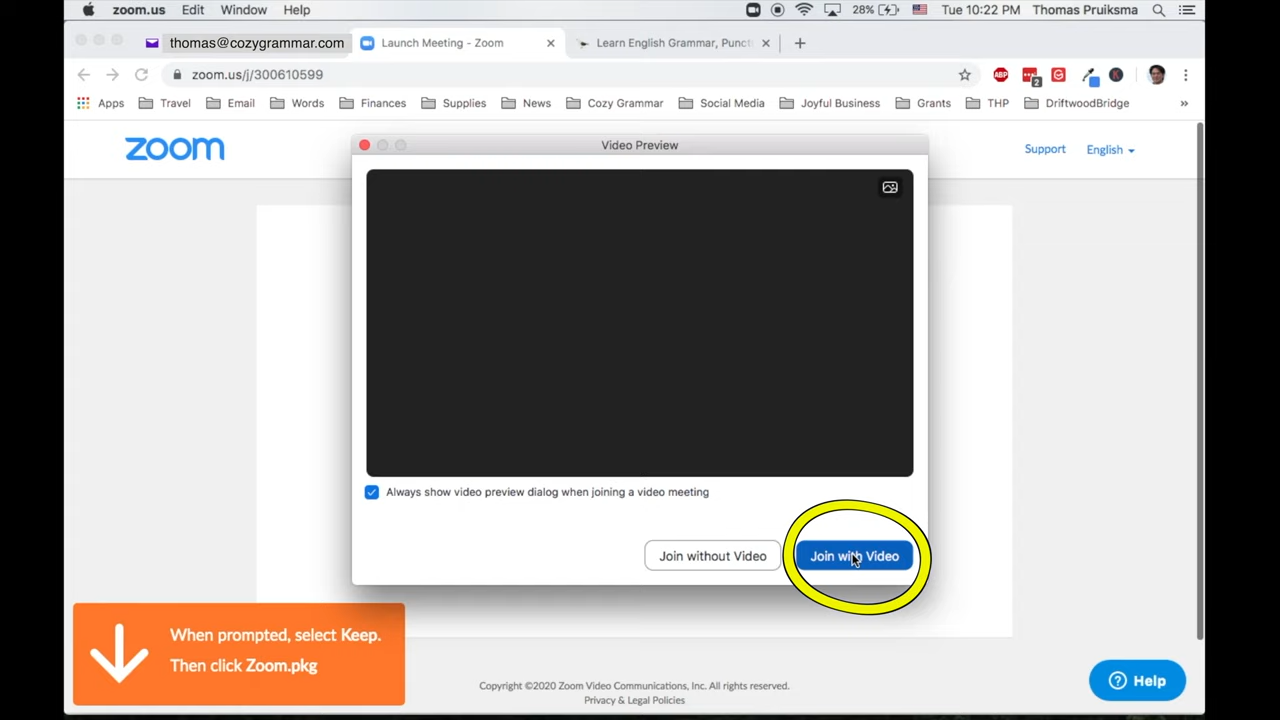 zoom.us Edit Window Help 28% Tue 10:22 PM Thomas Pruiksma
thomas@cozygrammar.com Launch Meeting - Zoom Learn English Grammar, Punct
zoom.us/j/300610599 ABP 2 K
Apps Travel Email Words Finances Supplies News Cozy Grammar Social Media Joyful Business Grants THP DriftwoodBridge »
zoom Support English
Video Preview
Always show video preview dialog when joining a video meeting
Join without Video Join with Video
When prompted, select Keep.
Then click Zoom.pkg
Copyright ©2020 Zoom Video Communications, Inc. All rights reserved.
Privacy & Legal Policies
? Help